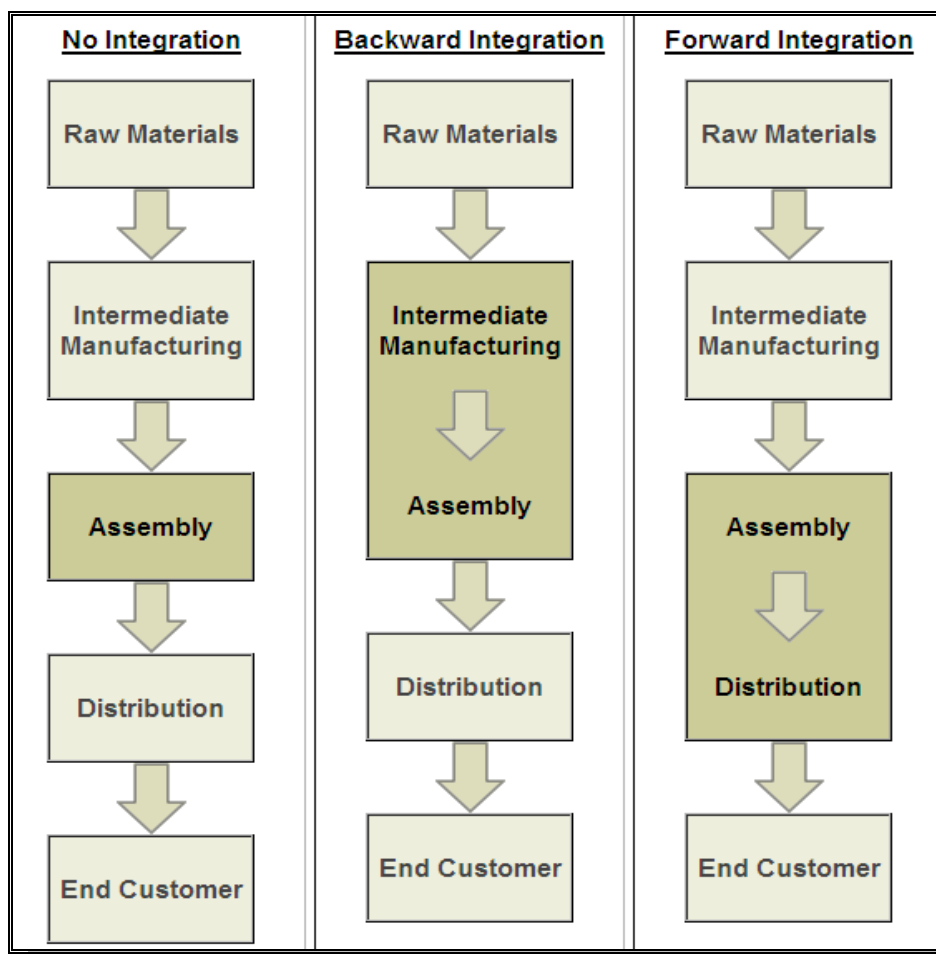 No Integration
Raw Materials
Intermediate
Manufacturing
Assembly
Distribution
End Customer
Backward Integration
Raw Materials
Intermediate
Manufacturing
Assembly
Distribution
End Customer
Forward Integration
Raw Materials
Intermediate
Manufacturing
Assembly
Distribution
End Customer